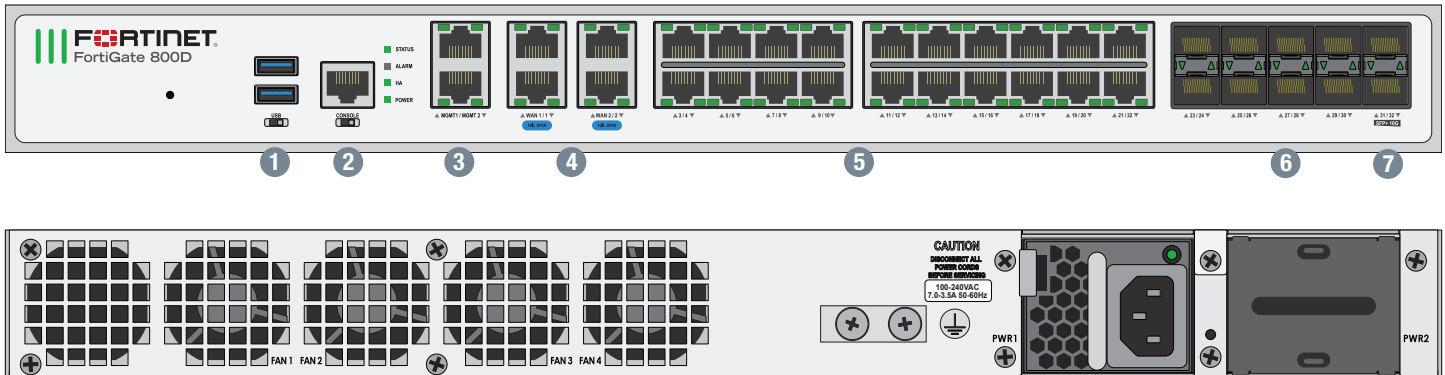 FORTINET
FortiGate 800D
STATUS
ALARM
HA
POWER
USB
CONSOLE
▲ MGMT1 / MGMT 2 ▼
▲ WAN 1 / 1 ▼
FAIL OPEN
▲ WAN 2 / 2 ▼
FAIL OPEN
▲ 3 / 4 ▼
▲ 5 / 6 ▼
▲ 7 / 8 ▼
▲ 9 / 10 ▼
▲ 11 / 12 ▼
▲ 13 / 14 ▼
▲ 15 / 16 ▼
▲ 17 / 18 ▼
▲ 19 / 20 ▼
▲ 21 / 22 ▼
▲ 23 / 24 ▼
▲ 25 / 26 ▼
▲ 27 / 28 ▼
▲ 29 / 30 ▼
▲ 31 / 32 ▼
SFP+ 10G
1
2
3
4
5
6
7
CAUTION
DISCONNECT ALL
POWER CORDS
BEFORE SERVICING
100-240VAC
7.0-3.5A 50-60Hz
PWR1
PWR2
FAN 1
FAN 2
FAN 3
FAN 4